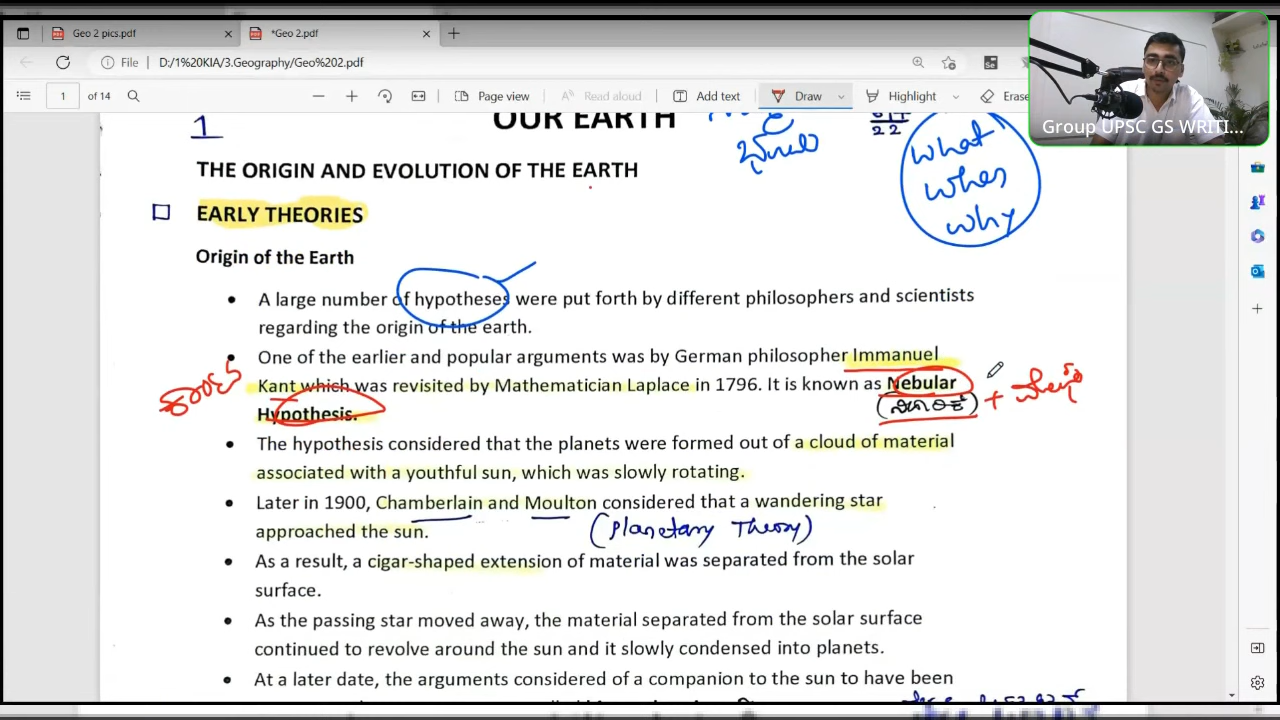 Geo 2 pics.pdf
*Geo 2.pdf
File D:/1%20KIA/3.Geography/Geo%202.pdf
1 of 14
Page view
Read aloud
Add text
Draw
Highlight
Erase
Group UPSC GS WRITI...
1
OUR EARTH
22
what
when
why
THE ORIGIN AND EVOLUTION OF THE EARTH
EARLY THEORIES
Origin of the Earth
• A large number of hypotheses were put forth by different philosophers and scientists
regarding the origin of the earth.
• One of the earlier and popular arguments was by German philosopher Immanuel
Kant which was revisited by Mathematician Laplace in 1796. It is known as Nebular
Hypothesis.
• The hypothesis considered that the planets were formed out of a cloud of material
associated with a youthful sun, which was slowly rotating.
• Later in 1900, Chamberlain and Moulton considered that a wandering star
approached the sun.
(Planetary Theory)
• As a result, a cigar-shaped extension of material was separated from the solar
surface.
• As the passing star moved away, the material separated from the solar surface
continued to revolve around the sun and it slowly condensed into planets.
• At a later date, the arguments considered of a companion to the sun to have been